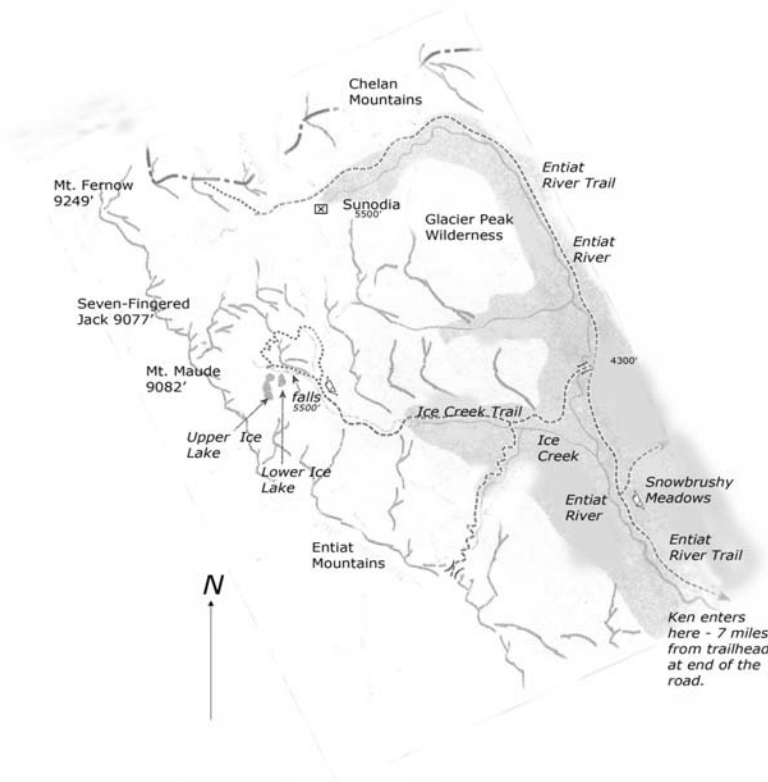 Chelan
Mountains
Mt. Fernow
9249'
Entiat
River Trail
Sunodia
5500'
Glacier Peak
Wilderness
Entiat
River
Seven-Fingered
Jack 9077'
Mt. Maude
9082'
4300'
falls
5500'
Ice Creek Trail
Upper Ice
Lake
Lower Ice
Lake
Ice
Creek
Snowbrushy
Meadows
Entiat
River
Entiat
River Trail
Entiat
Mountains
N
Ken enters
here - 7 miles
from trailhead
at end of the
road.